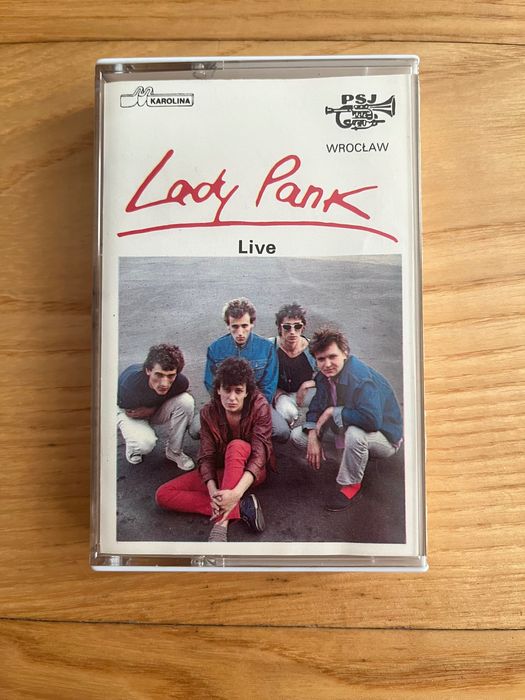 KAROLINA
PSJ
WROCŁAW
Lady Pank
Live